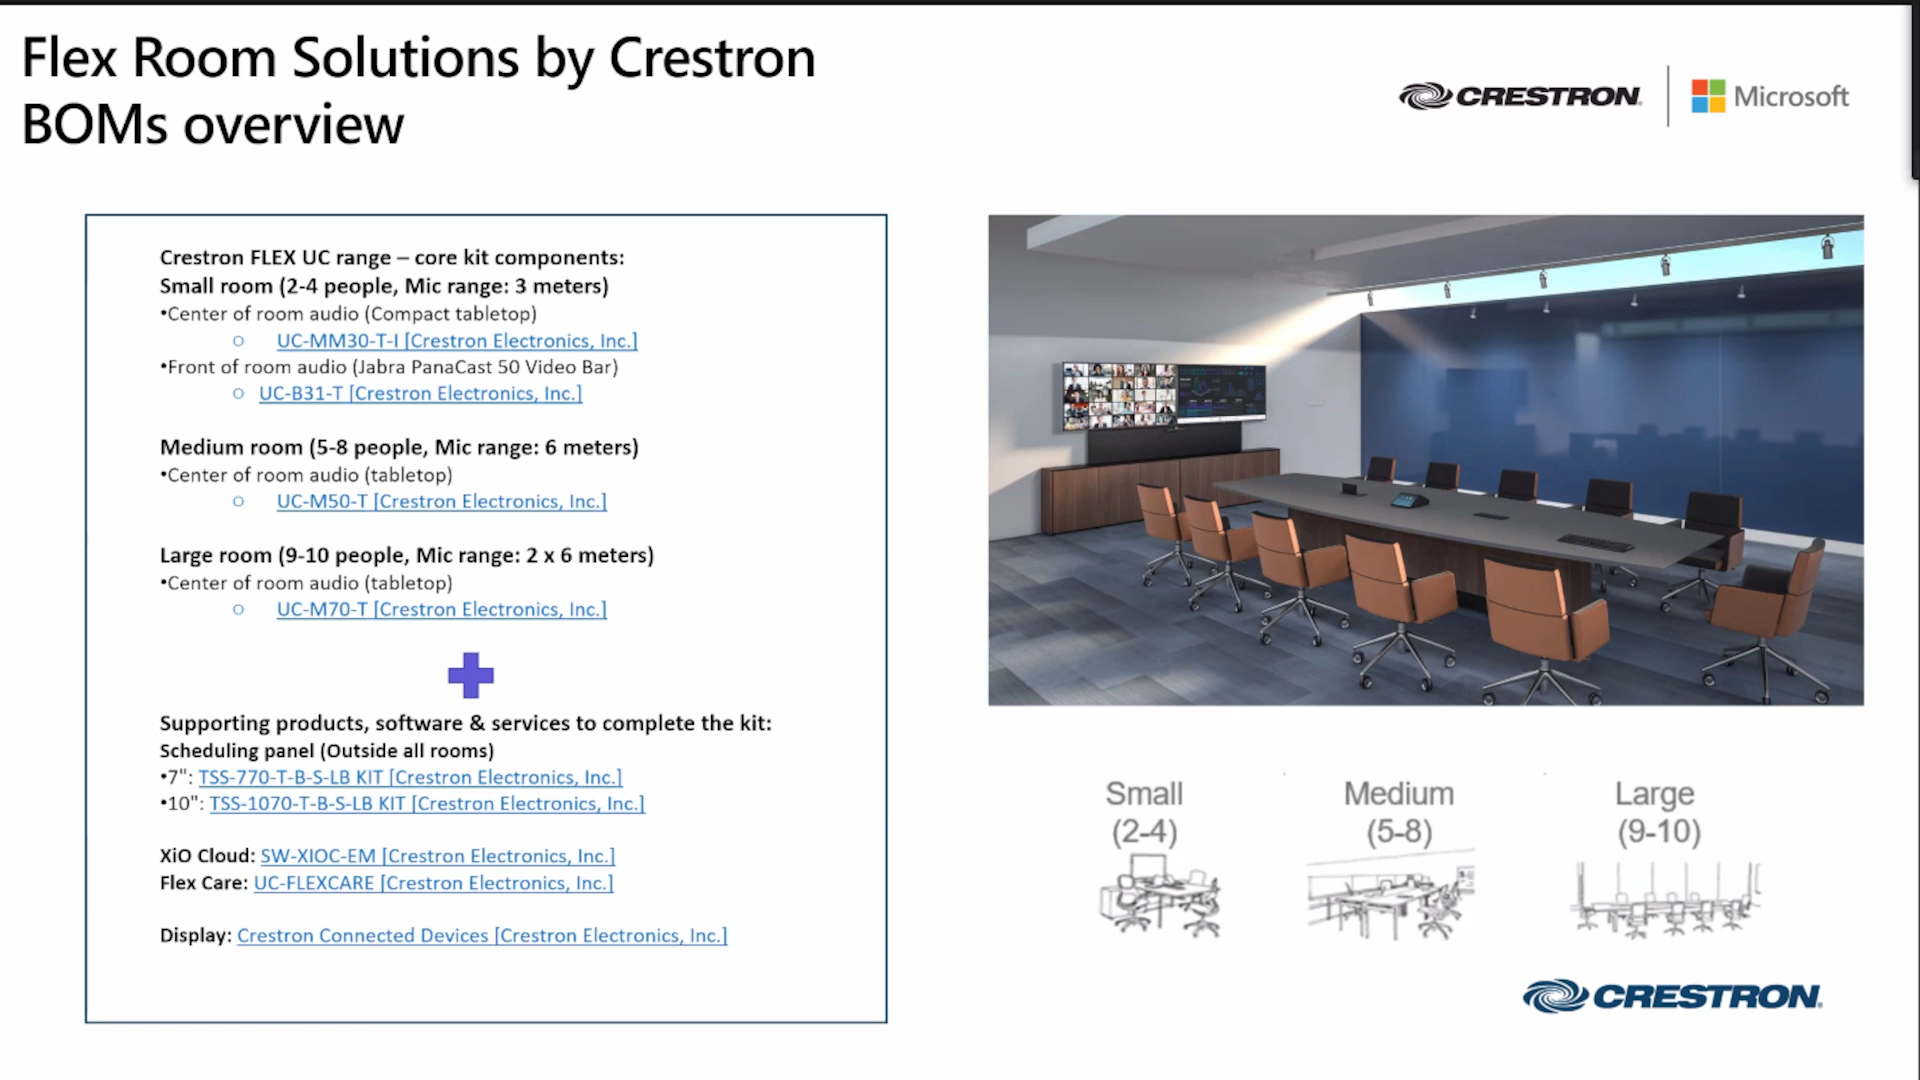 Flex Room Solutions by Crestron
BOMs overview
CRESTRON
Microsoft
Crestron FLEX UC range – core kit components:
Small room (2-4 people, Mic range: 3 meters)
•Center of room audio (Compact tabletop)
○ UC-MM30-T-I [Crestron Electronics, Inc.]
•Front of room audio (Jabra PanaCast 50 Video Bar)
○ UC-B31-T [Crestron Electronics, Inc.]
Medium room (5-8 people, Mic range: 6 meters)
•Center of room audio (tabletop)
○ UC-M50-T [Crestron Electronics, Inc.]
Large room (9-10 people, Mic range: 2 x 6 meters)
•Center of room audio (tabletop)
○ UC-M70-T [Crestron Electronics, Inc.]
Supporting products, software & services to complete the kit:
Scheduling panel (Outside all rooms)
•7": TSS-770-T-B-S-LB KIT [Crestron Electronics, Inc.]
•10": TSS-1070-T-B-S-LB KIT [Crestron Electronics, Inc.]
XiO Cloud: SW-XIOC-EM [Crestron Electronics, Inc.]
Flex Care: UC-FLEXCARE [Crestron Electronics, Inc.]
Display: Crestron Connected Devices [Crestron Electronics, Inc.]
Small
(2-4)
Medium
(5-8)
Large
(9-10)
CRESTRON